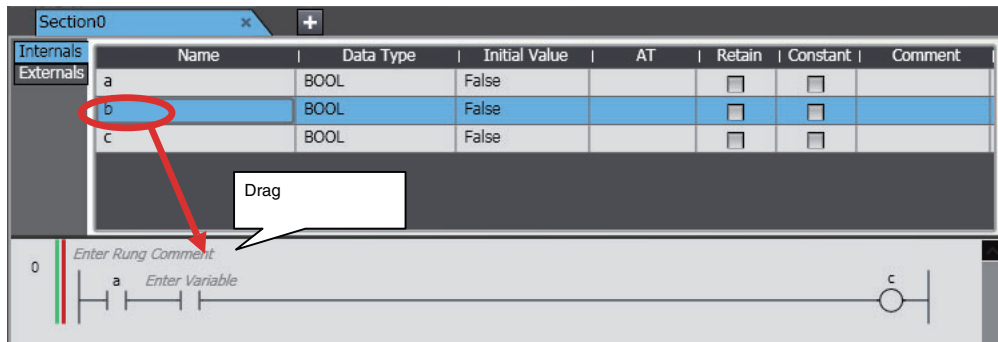 Section0 × +
Internals Name Data Type Initial Value AT Retain Constant Comment
Externals
a BOOL False
b BOOL False
c BOOL False
Drag
Enter Rung Comment
0
a Enter Variable c